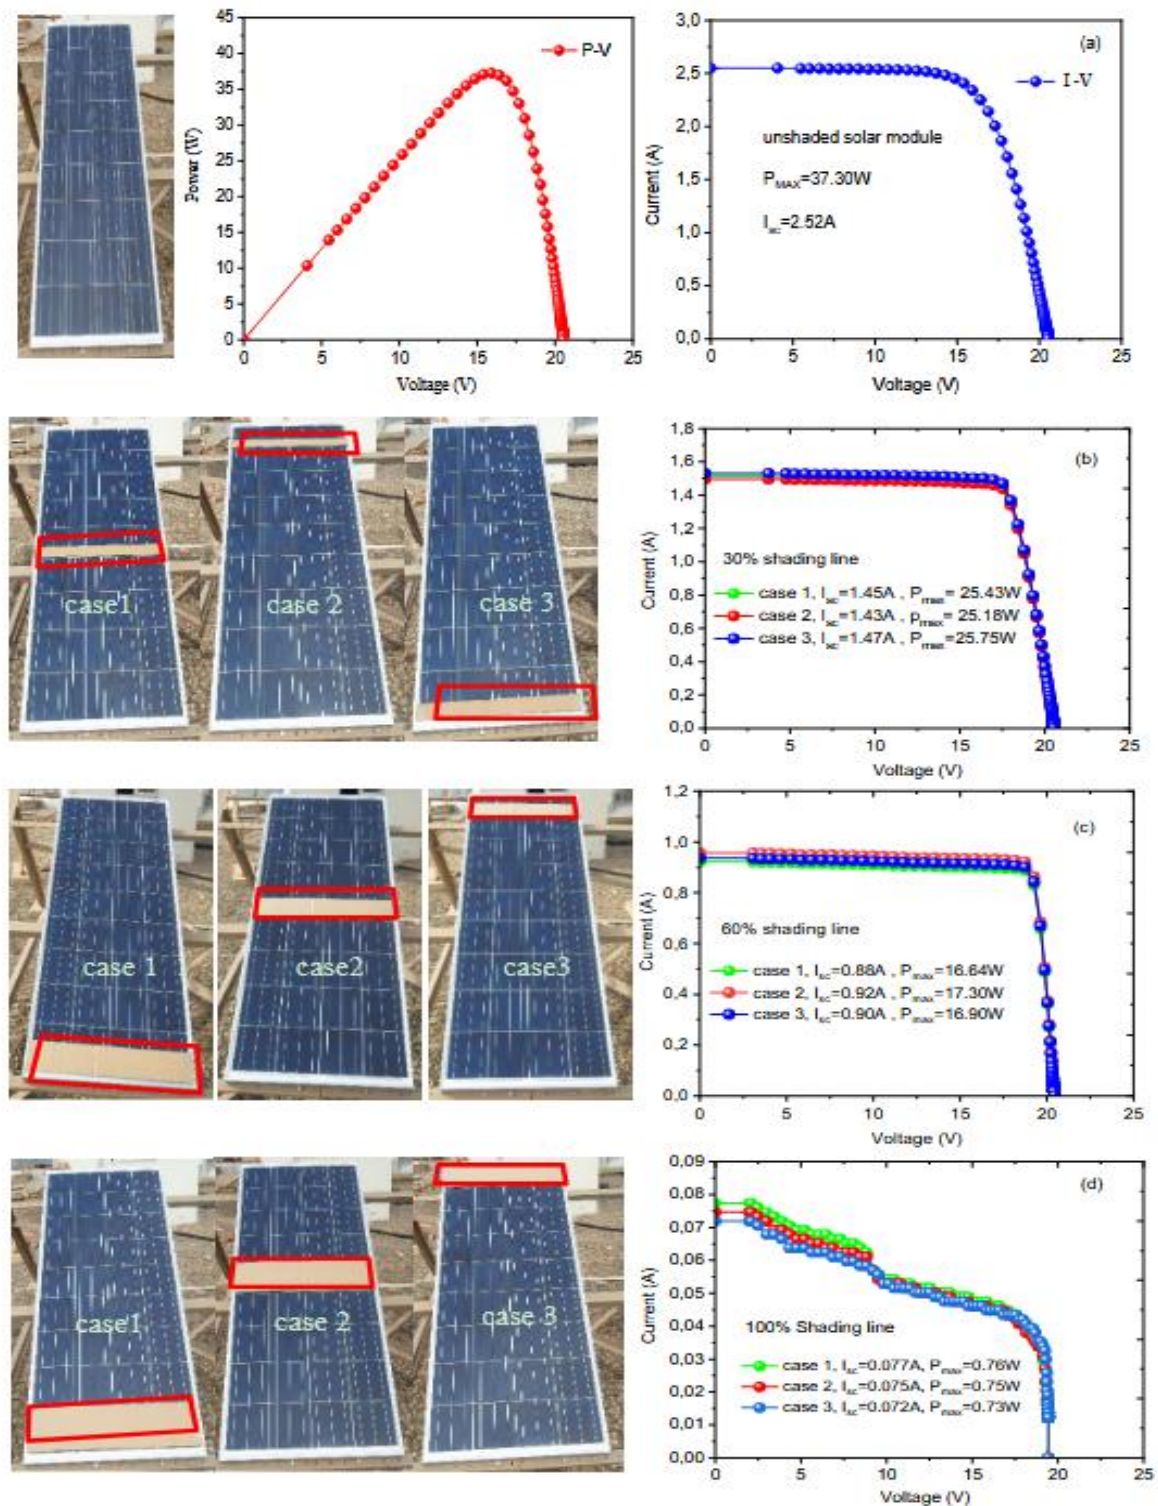 45
40
35
30
25
20
15
10
5
0
Power (W)
P-V
0 5 10 15 20 25
Voltage (V)
3,0
2,5
2,0
1,5
1,0
0,5
0,0
Current (A)
(a)
I -V
unshaded solar module
PMAX=37.30W
Isc=2.52A
0 5 10 15 20 25
Voltage (V)
case1
case 2
case 3
1,8
1,6
1,4
1,2
1,0
0,8
0,6
0,4
0,2
0,0
Current (A)
(b)
30% shading line
case 1, Isc=1.45A , Pmax= 25.43W
case 2, Isc=1.43A , pmax= 25.18W
case 3, Isc=1.47A , Pmax= 25.75W
0 5 10 15 20 25
Voltage (V)
case 1
case2
case3
1,2
1,0
0,8
0,6
0,4
0,2
0,0
Current (A)
(c)
60% shading line
case 1, Isc=0.88A , Pmax=16.64W
case 2, Isc=0.92A , Pmax=17.30W
case 3, Isc=0.90A , Pmax=16.90W
0 5 10 15 20 25
Voltage (V)
case1
case 2
case 3
0,09
0,08
0,07
0,06
0,05
0,04
0,03
0,02
0,01
0,00
Current (A)
(d)
100% Shading line
case 1, Isc=0.077A, Pmax=0.76W
case 2, Isc=0.075A, Pmax=0.75W
case 3, Isc=0.072A, Pmax=0.73W
0 5 10 15 20 25
Voltage (V)